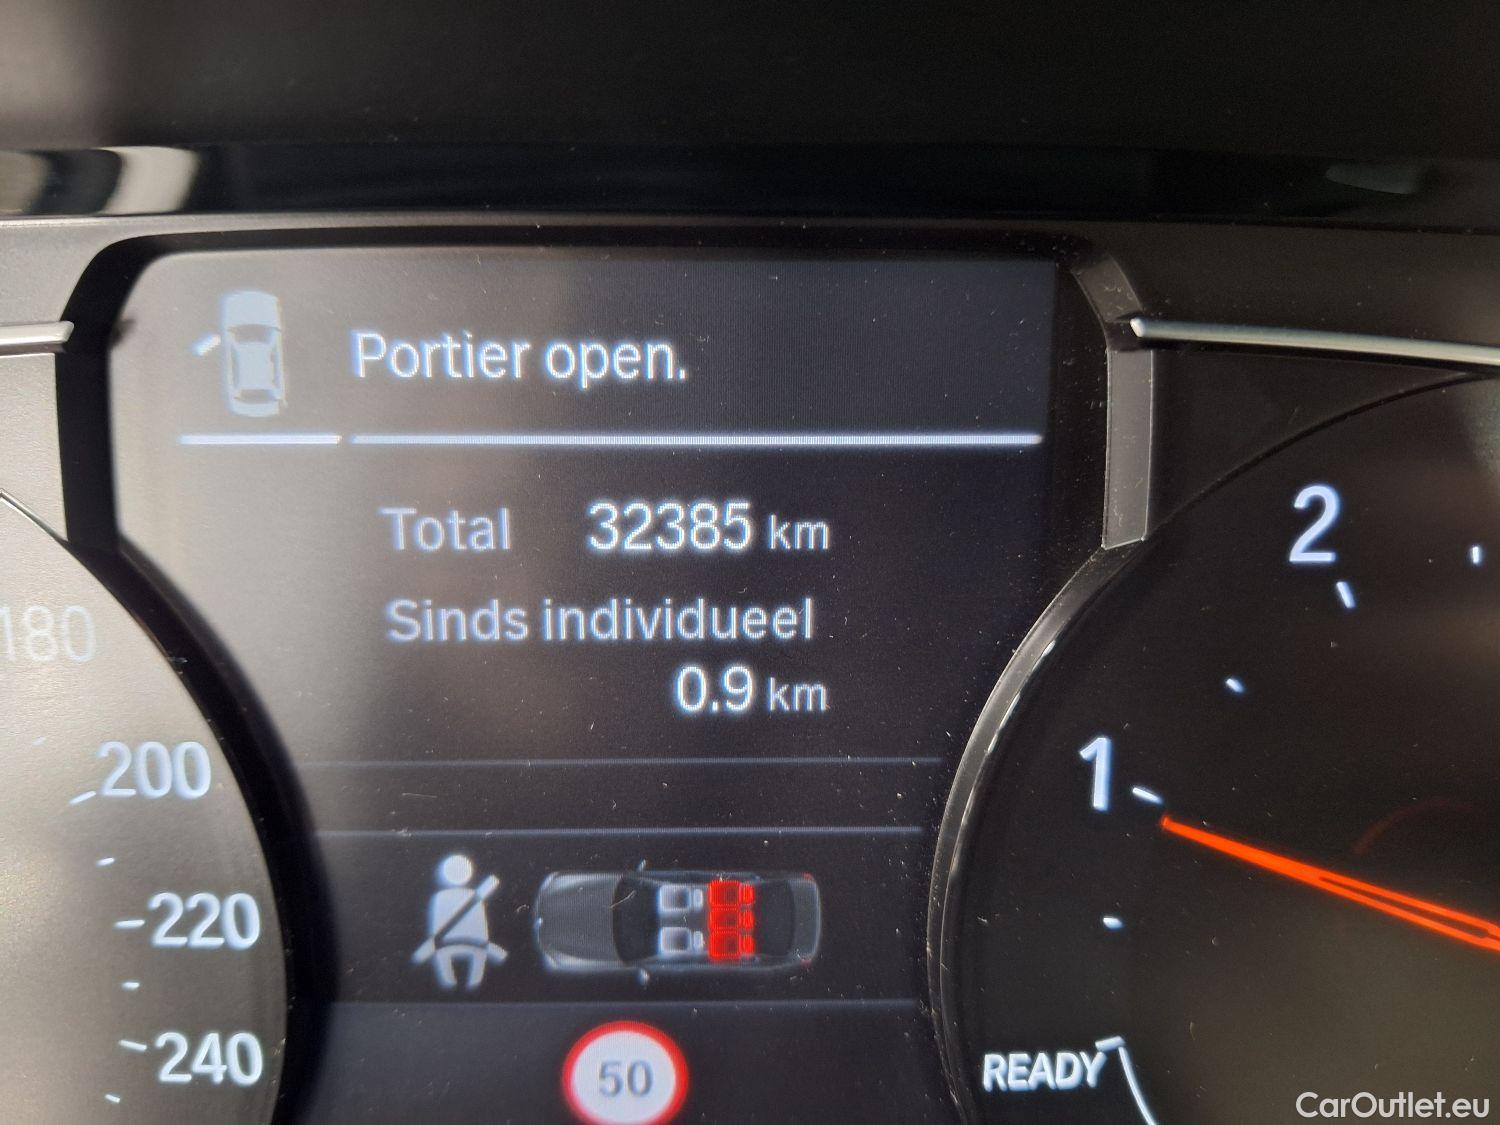 Portier open.
Total 32385 km
Sinds individueel
0.9 km
180
200
220
240
50
2
1
READY
CarOutlet.eu